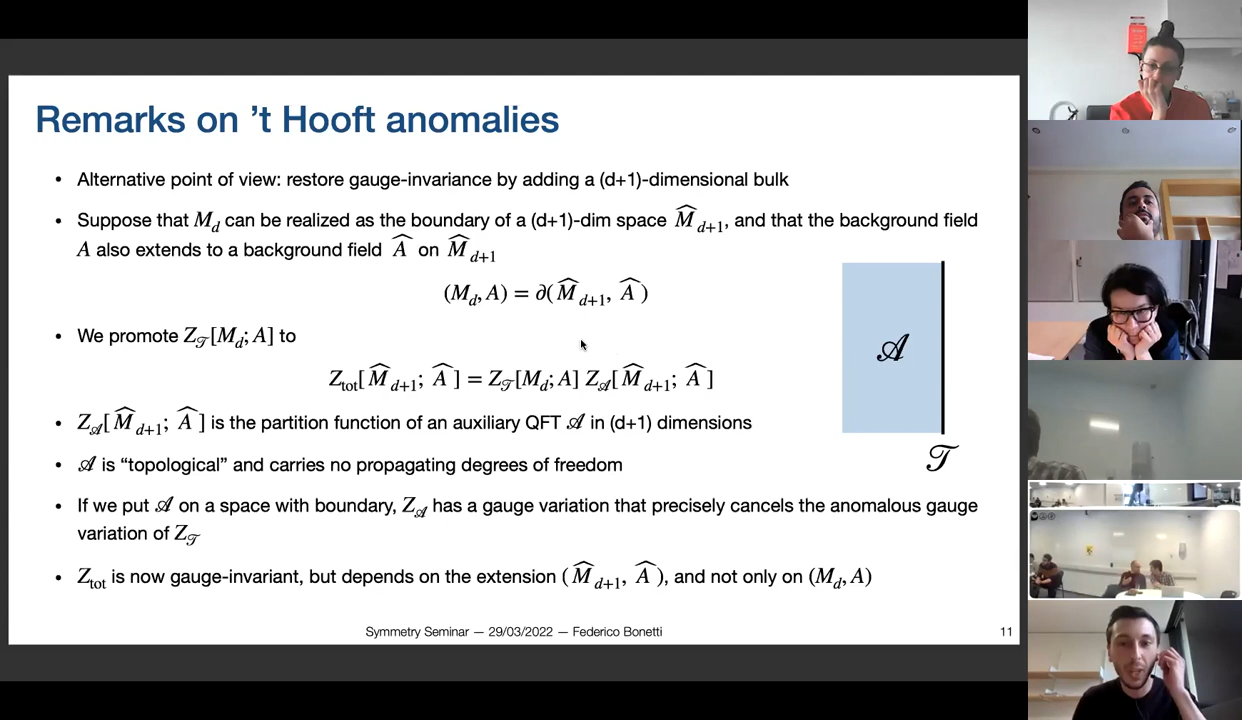 Remarks on ’t Hooft anomalies
• Alternative point of view: restore gauge-invariance by adding a (d+1)-dimensional bulk
• Suppose that M_d can be realized as the boundary of a (d+1)-dim space M̂_{d+1}, and that the background field
A also extends to a background field Â on M̂_{d+1}
(M_d, A) = ∂(M̂_{d+1}, Â)
• We promote Z_𝒯[M_d; A] to
𝒜
Z_tot[M̂_{d+1}; Â] = Z_𝒯[M_d; A] Z_𝒜[M̂_{d+1}; Â]
• Z_𝒜[M̂_{d+1}; Â] is the partition function of an auxiliary QFT 𝒜 in (d+1) dimensions
𝒯
• 𝒜 is “topological” and carries no propagating degrees of freedom
• If we put 𝒜 on a space with boundary, Z_𝒜 has a gauge variation that precisely cancels the anomalous gauge
variation of Z_𝒯
• Z_tot is now gauge-invariant, but depends on the extension (M̂_{d+1}, Â), and not only on (M_d, A)
Symmetry Seminar — 29/03/2022 — Federico Bonetti
11